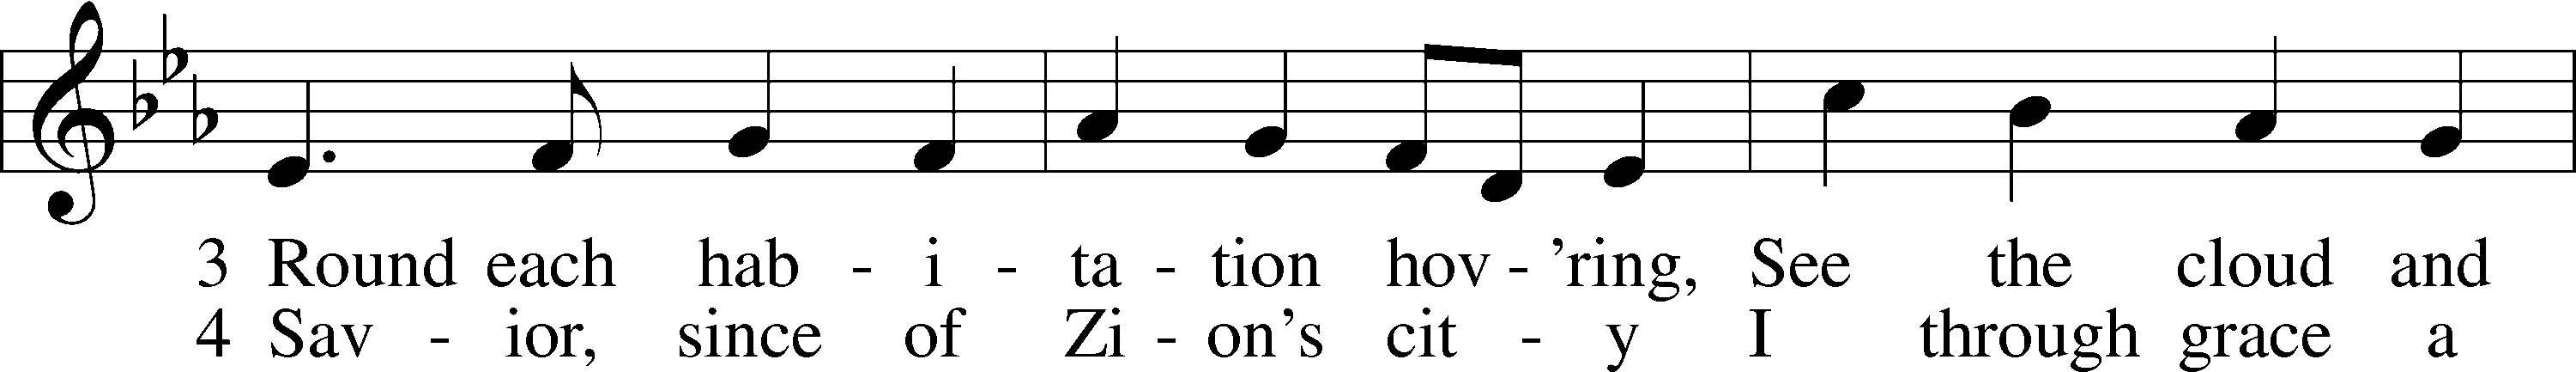 3 Round each hab - i - ta - tion hov - ’ring, See the cloud and
4 Sav - ior, since of Zi - on’s cit - y I through grace a